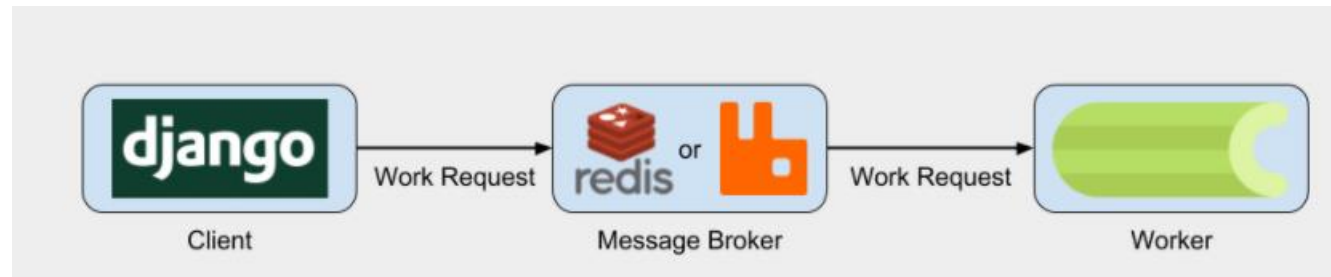 django
Work Request
redis
or
Work Request
Client
Message Broker
Worker